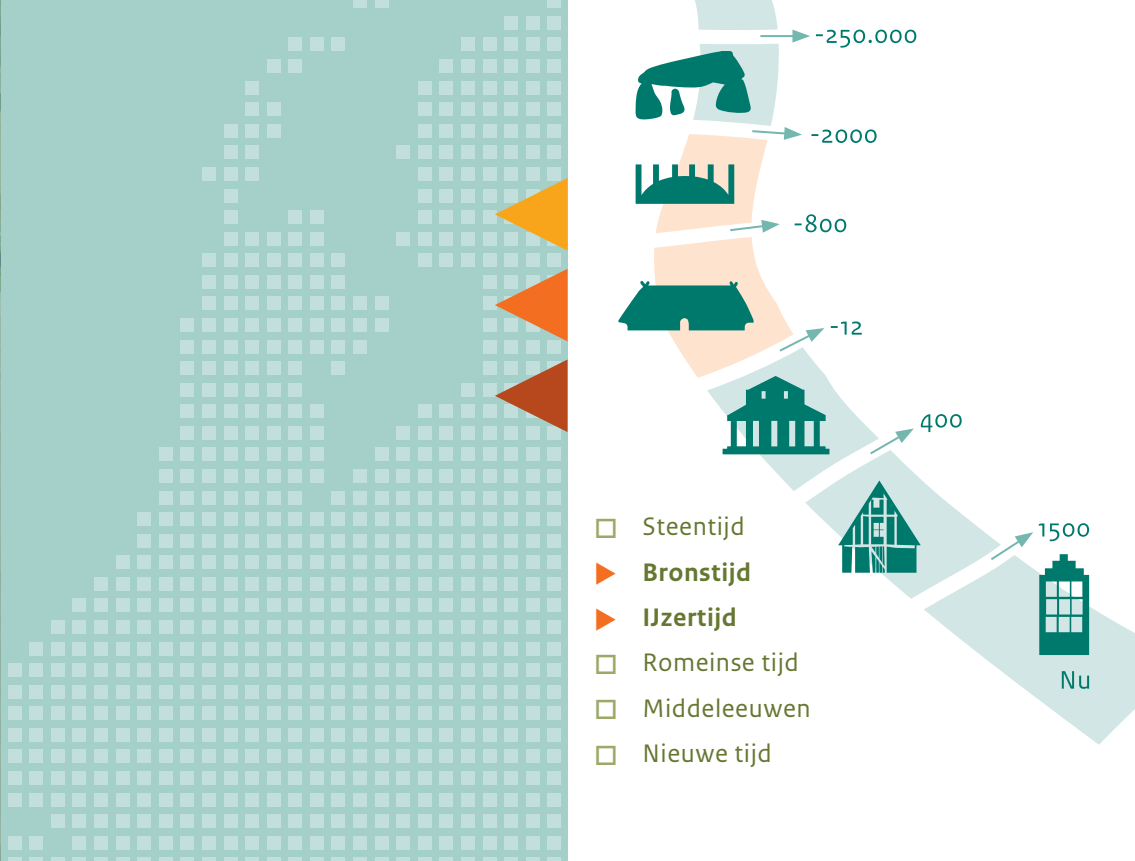 -250.000
-2000
-800
-12
400
1500
Nu
Steentijd
Bronstijd
IJzertijd
Romeinse tijd
Middeleeuwen
Nieuwe tijd